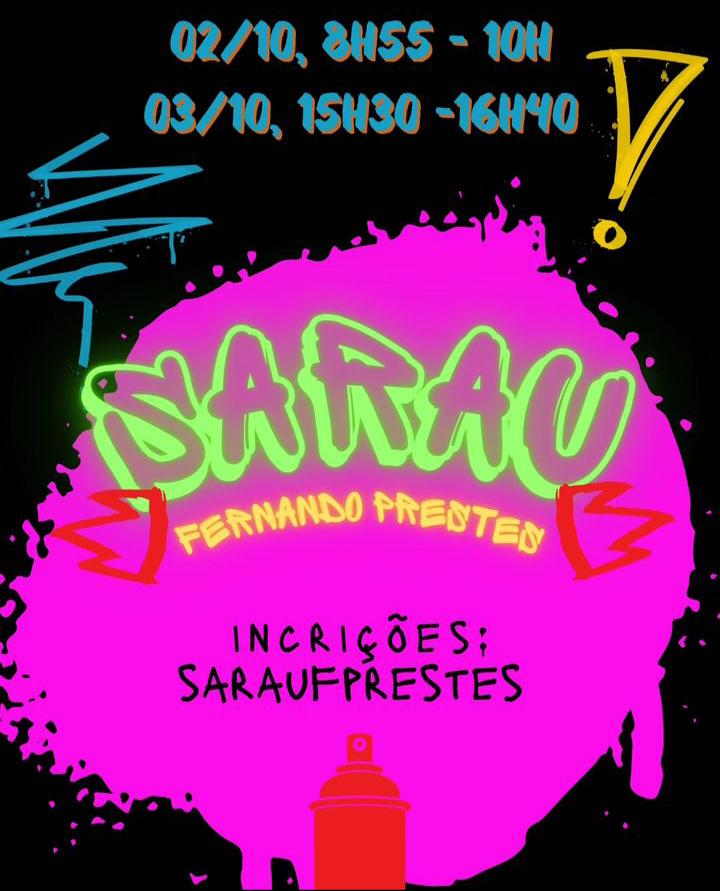 02/10, 8H55 - 10H
03/10, 15H30 -16H40
SARAU
FERNANDO PRESTES
INCRIÇÕES:
SARAUFPRESTES